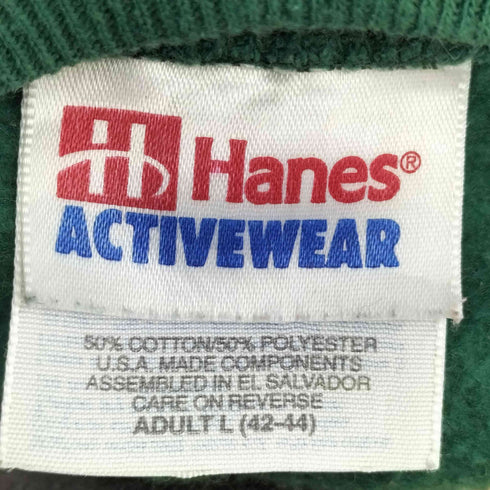 H Hanes®
ACTIVEWEAR
50% COTTON/50% POLYESTER
U.S.A. MADE COMPONENTS
ASSEMBLED IN EL SALVADOR
CARE ON REVERSE
ADULT L (42-44)